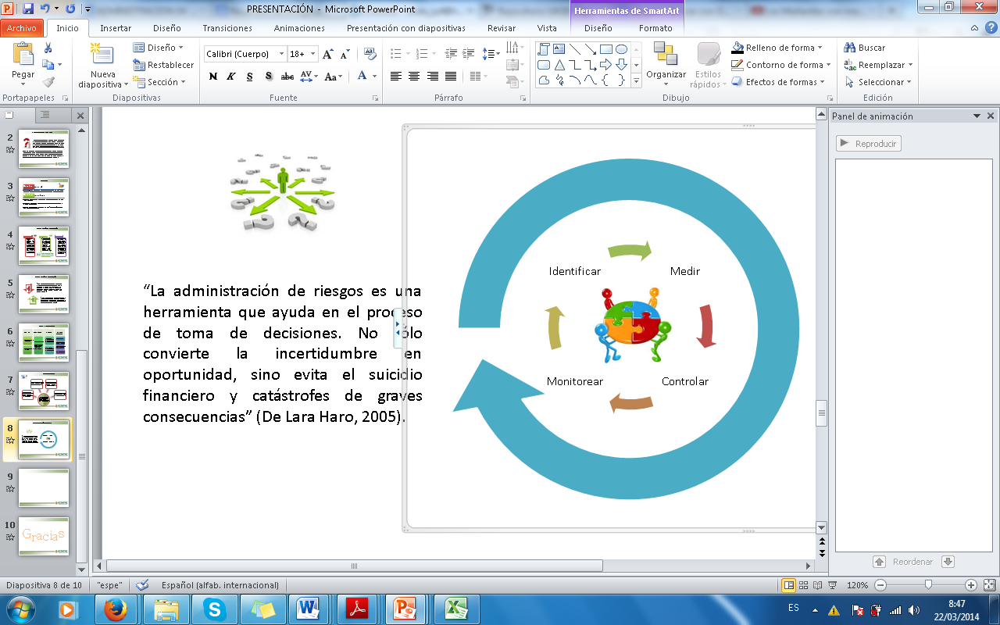 PRESENTACIÓN - Microsoft PowerPoint
Herramientas de SmartArt
Archivo Inicio Insertar Diseño Transiciones Animaciones Presentación con diapositivas Revisar Vista Diseño Formato
Pegar
Nueva diapositiva
Diseño
Restablecer
Sección
Calibri (Cuerpo) 18+
N K S S abc AV Aa A
Organizar
Estilos rápidos
Relleno de forma
Contorno de forma
Efectos de formas
Buscar
Reemplazar
Seleccionar
Portapapeles Diapositivas Fuente Párrafo Dibujo Edición
Panel de animación
Reproducir
2
3
4
5
6
7
8
9
10
Gracias
“La administración de riesgos es una
herramienta que ayuda en el proceso
de toma de decisiones. No sólo
convierte la incertidumbre en
oportunidad, sino evita el suicidio
financiero y catástrofes de graves
consecuencias” (De Lara Haro, 2005).
Identificar Medir
Monitorear Controlar
Reordenar
Diapositiva 8 de 10 "espe" Español (alfab. internacional) 120%
ES 8:47
22/03/2014